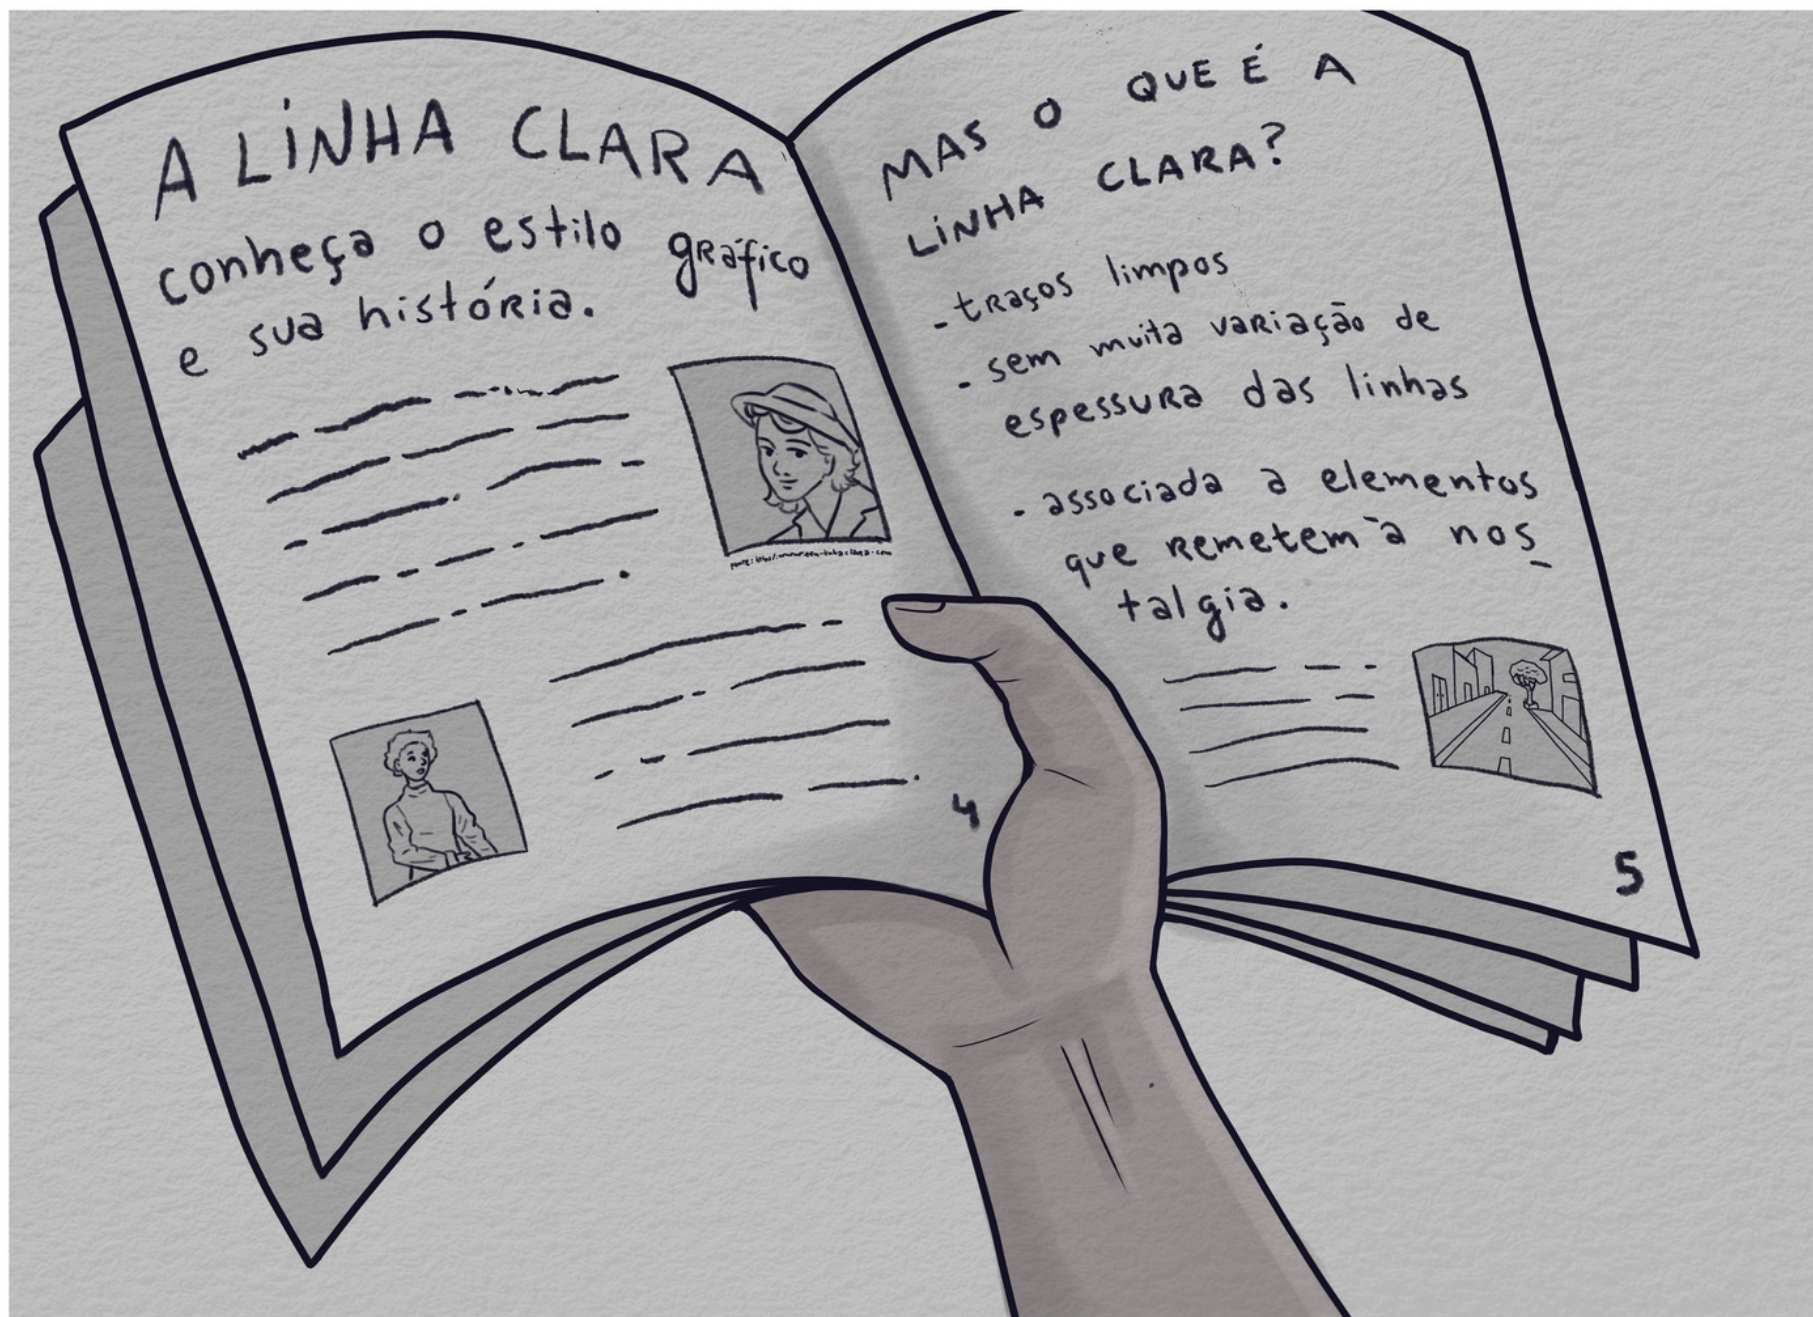 A LINHA CLARA
conheça o estilo gráfico
e sua história.
4
MAS O QUE É A
LINHA CLARA?
- traços limpos
- sem muita variação de
espessura das linhas
- associada a elementos
que remetem à nos_
talgia.
5